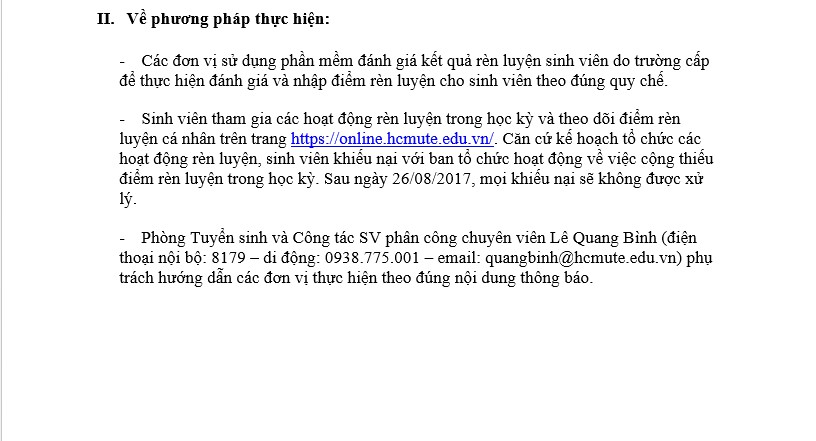 II. Về phương pháp thực hiện:
- Các đơn vị sử dụng phần mềm đánh giá kết quả rèn luyện sinh viên do trường cấp
để thực hiện đánh giá và nhập điểm rèn luyện cho sinh viên theo đúng quy chế.
- Sinh viên tham gia các hoạt động rèn luyện trong học kỳ và theo dõi điểm rèn
luyện cá nhân trên trang https://online.hcmute.edu.vn/. Căn cứ kế hoạch tổ chức các
hoạt động rèn luyện, sinh viên khiếu nại với ban tổ chức hoạt động về việc cộng thiếu
điểm rèn luyện trong học kỳ. Sau ngày 26/08/2017, mọi khiếu nại sẽ không được xử
lý.
- Phòng Tuyển sinh và Công tác SV phân công chuyên viên Lê Quang Bình (điện
thoại nội bộ: 8179 – di động: 0938.775.001 – email: quangbinh@hcmute.edu.vn) phụ
trách hướng dẫn các đơn vị thực hiện theo đúng nội dung thông báo.